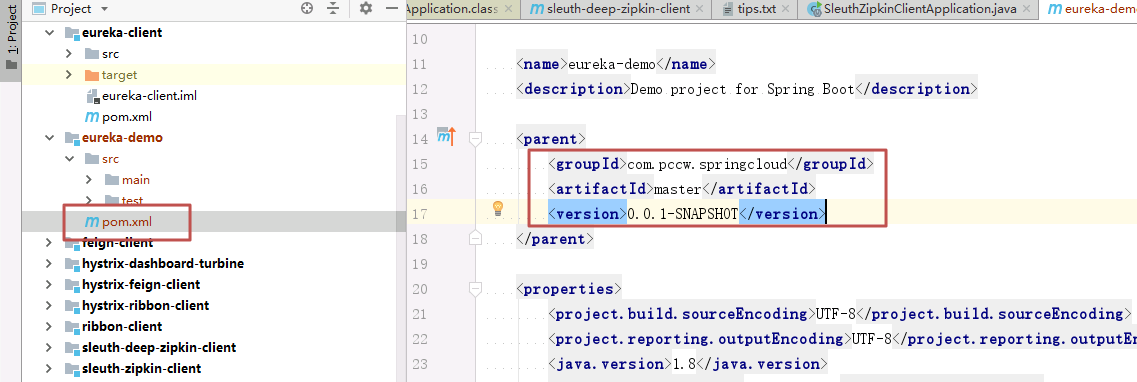 1: Project
Project
eureka-client
src
target
eureka-client.iml
pom.xml
eureka-demo
src
main
test
pom.xml
feign-client
hystrix-dashboard-turbine
hystrix-feign-client
hystrix-ribbon-client
ribbon-client
sleuth-deep-zipkin-client
sleuth-zipkin-client
Application.class
sleuth-deep-zipkin-client
tips.txt
SleuthZipkinClientApplication.java
eureka-demo
10
11 <name>eureka-demo</name>
12 <description>Demo project for Spring Boot</description>
13
14 <parent>
15 <groupId>com.pccw.springcloud</groupId>
16 <artifactId>master</artifactId>
17 <version>0.0.1-SNAPSHOT</version>
18 </parent>
19
20 <properties>
21 <project.build.sourceEncoding>UTF-8</project.build.sourceEncoding>
22 <project.reporting.outputEncoding>UTF-8</project.reporting.outputEnco
23 <java.version>1.8</java.version>